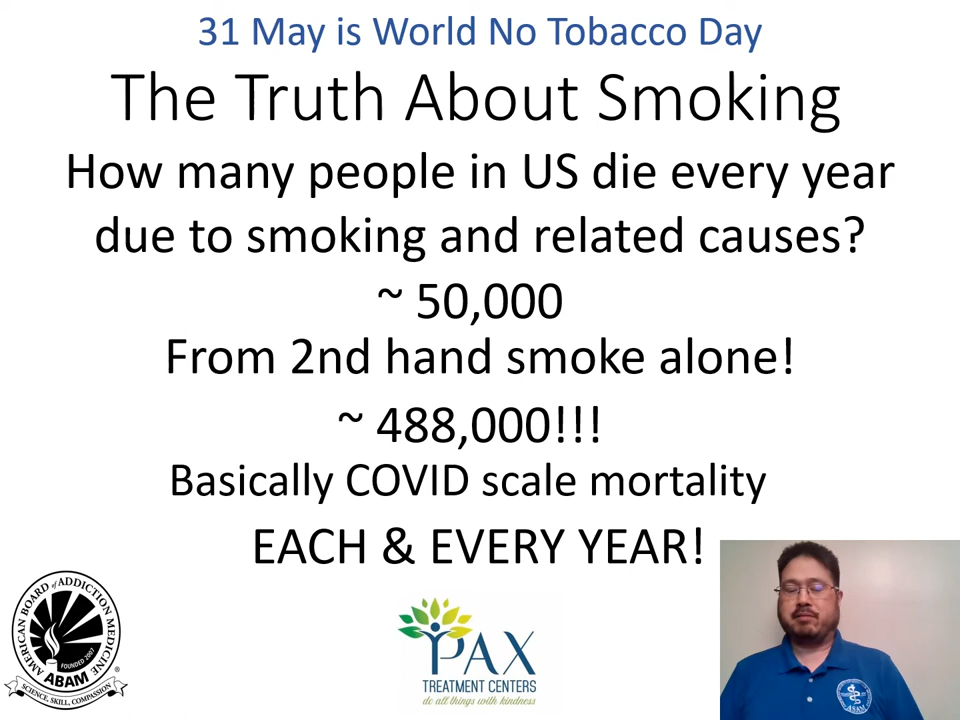 31 May is World No Tobacco Day
The Truth About Smoking
How many people in US die every year
due to smoking and related causes?
~ 50,000
From 2nd hand smoke alone!
~ 488,000!!!
Basically COVID scale mortality
EACH & EVERY YEAR!
AMERICAN BOARD of ADDICTION MEDICINE
FOUNDED 2007
ABAM
®
SCIENCE, SKILL, COMPASSION
PAX
TREATMENT CENTERS
do all things with kindness
ASAM